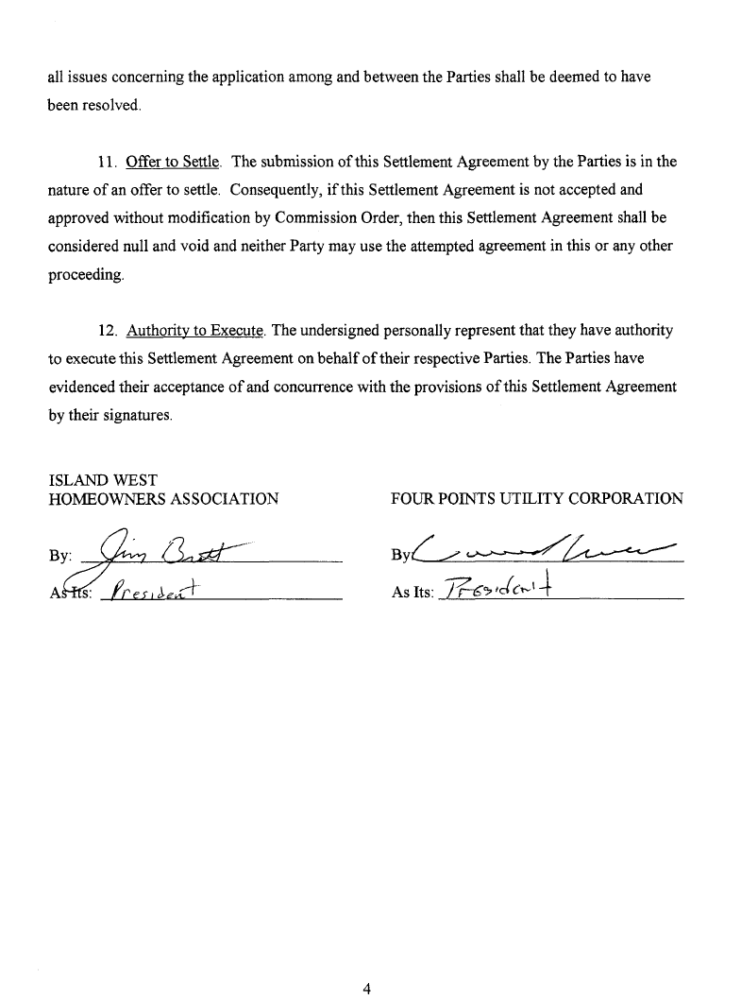 all issues concerning the application among and between the Parties shall be deemed to have
been resolved.
11. Offer to Settle. The submission of this Settlement Agreement by the Parties is in the
nature of an offer to settle. Consequently, if this Settlement Agreement is not accepted and
approved without modification by Commission Order, then this Settlement Agreement shall be
considered null and void and neither Party may use the attempted agreement in this or any other
proceeding.
12. Authority to Execute. The undersigned personally represent that they have authority
to execute this Settlement Agreement on behalf of their respective Parties. The Parties have
evidenced their acceptance of and concurrence with the provisions of this Settlement Agreement
by their signatures.
ISLAND WEST
HOMEOWNERS ASSOCIATION
By: Jim Brett
As Its: President
FOUR POINTS UTILITY CORPORATION
By
As Its: President
4